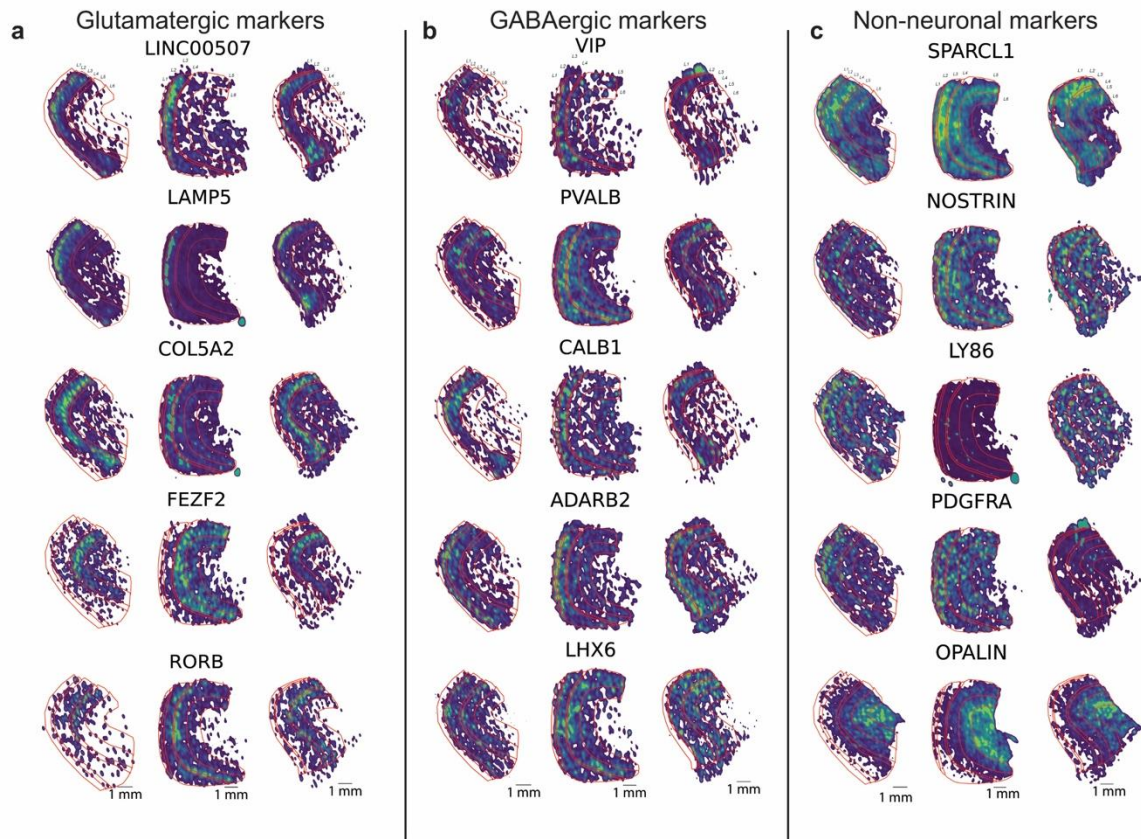 Glutamatergic markers
a
LINC00507
LAMP5
COL5A2
FEZF2
RORB
1 mm
1 mm
1 mm
GABAergic markers
b
VIP
PVALB
CALB1
ADARB2
LHX6
1 mm
1 mm
1 mm
Non-neuronal markers
c
SPARCL1
NOSTRIN
LY86
PDGFRA
OPALIN
1 mm
1 mm
1 mm